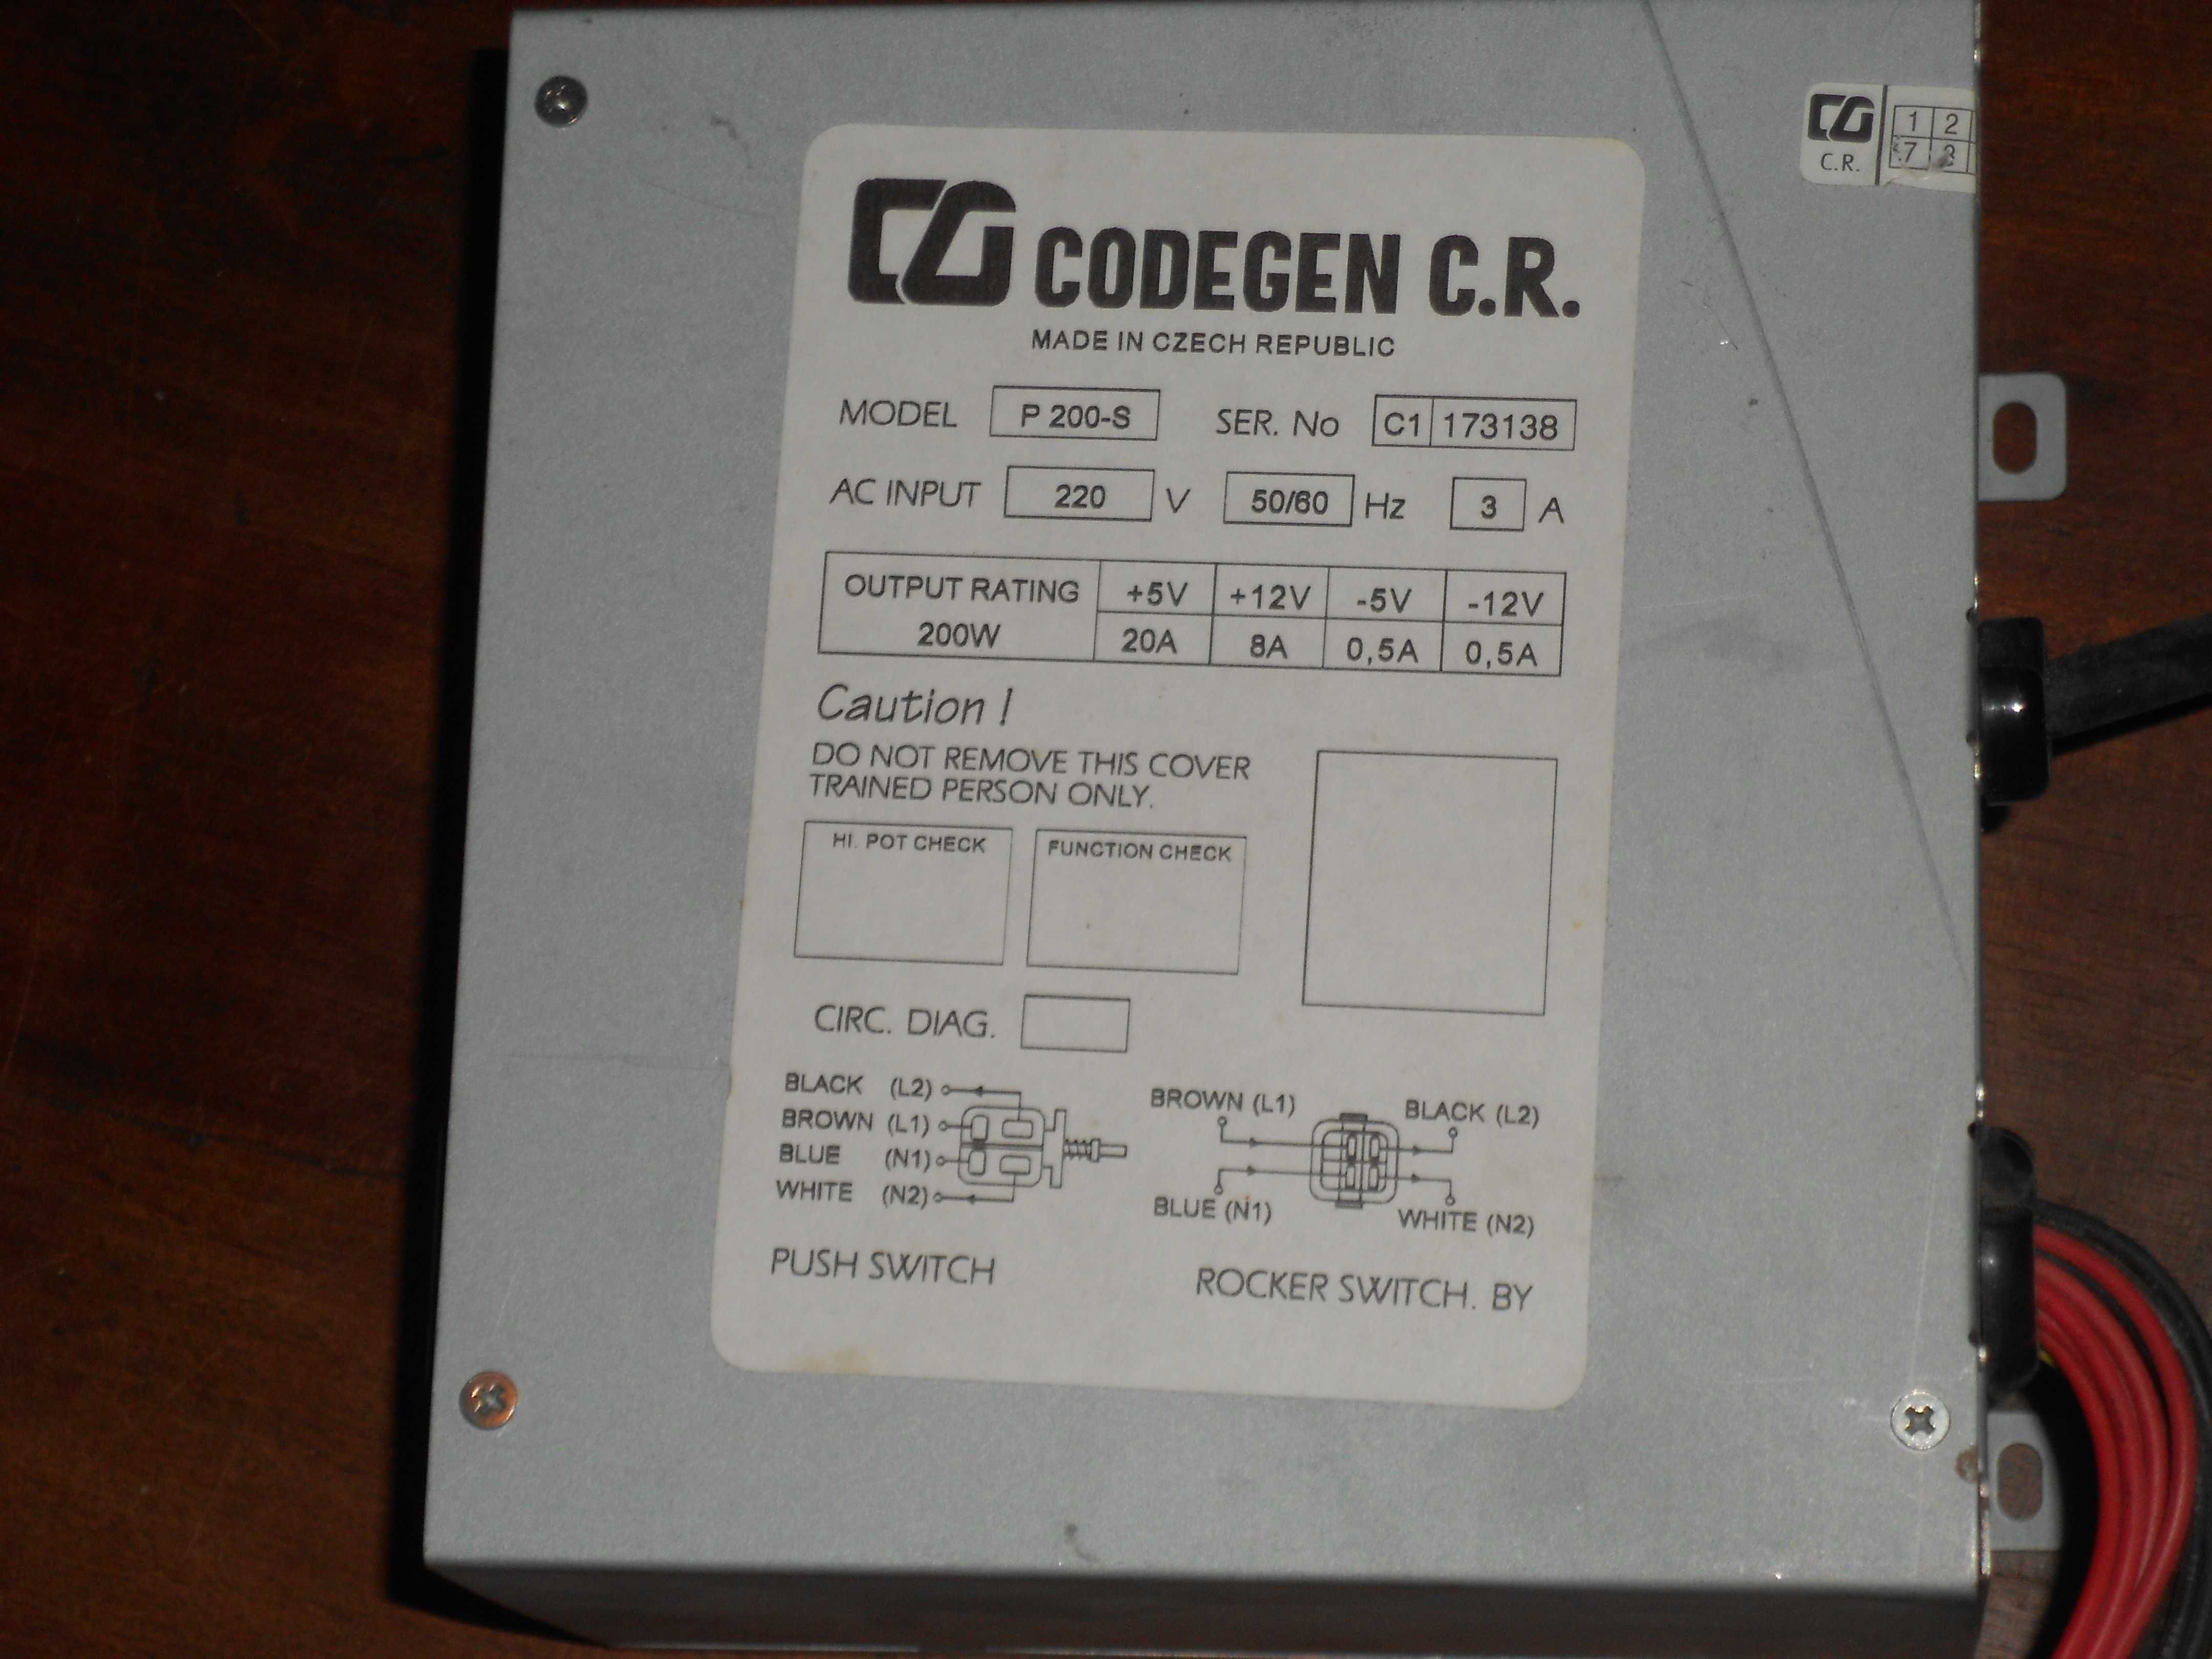 CODEGEN C.R.
MADE IN CZECH REPUBLIC
MODEL P 200-S SER. No C1 173138
AC INPUT 220 V 50/60 Hz 3 A
OUTPUT RATING +5V +12V -5V -12V
200W 20A 8A 0,5A 0,5A
Caution !
DO NOT REMOVE THIS COVER
TRAINED PERSON ONLY.
HI. POT CHECK FUNCTION CHECK
CIRC. DIAG.
BLACK (L2)
BROWN (L1)
BLUE (N1)
WHITE (N2)
PUSH SWITCH
BROWN (L1) BLACK (L2)
BLUE (N1) WHITE (N2)
ROCKER SWITCH. BY
C.R.
1 2
7